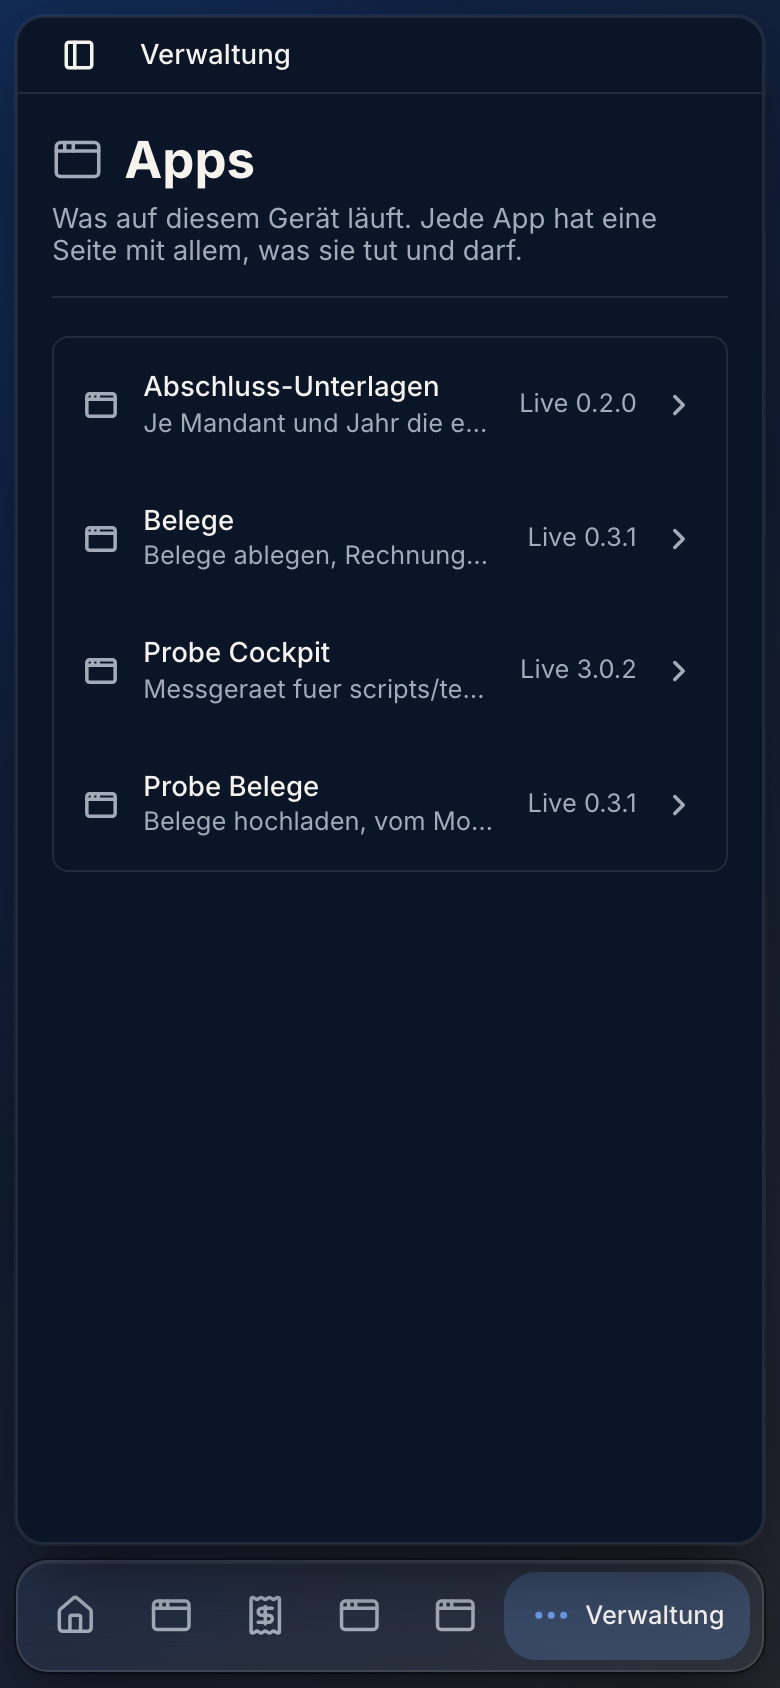 Verwaltung
Apps
Was auf diesem Gerät läuft. Jede App hat eine
Seite mit allem, was sie tut und darf.
Abschluss-Unterlagen
Je Mandant und Jahr die e...
Live 0.2.0
Belege
Belege ablegen, Rechnung...
Live 0.3.1
Probe Cockpit
Messgeraet fuer scripts/te...
Live 3.0.2
Probe Belege
Belege hochladen, vom Mo...
Live 0.3.1
Verwaltung